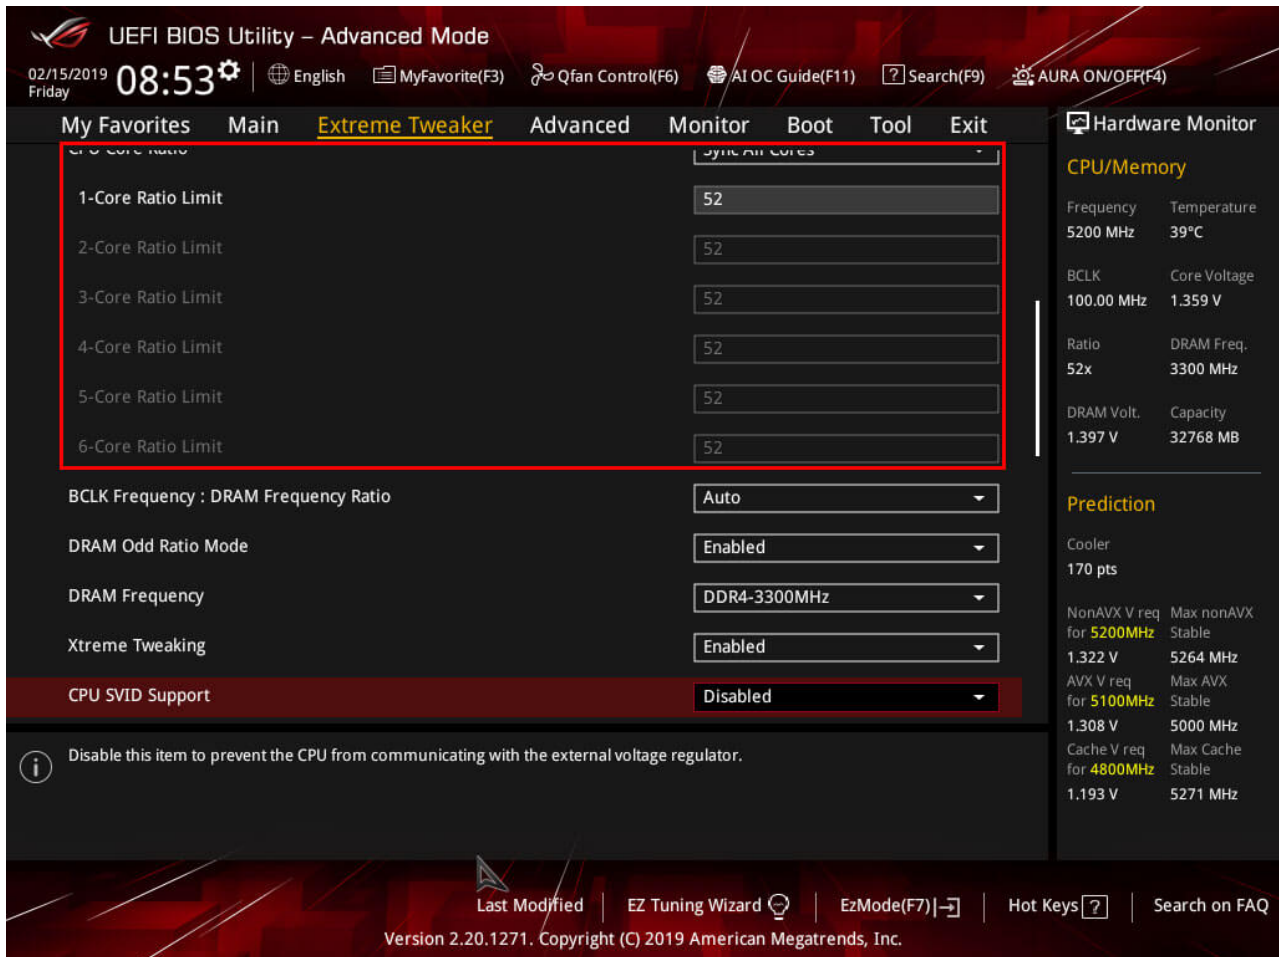 UEFI BIOS Utility – Advanced Mode
02/15/2019
Friday
08:53
English
MyFavorite(F3)
Qfan Control(F6)
AI OC Guide(F11)
? Search(F9)
AURA ON/OFF(F4)
My Favorites Main Extreme Tweaker Advanced Monitor Boot Tool Exit
CPU Core Ratio Sync All Cores
1-Core Ratio Limit 52
2-Core Ratio Limit 52
3-Core Ratio Limit 52
4-Core Ratio Limit 52
5-Core Ratio Limit 52
6-Core Ratio Limit 52
BCLK Frequency : DRAM Frequency Ratio Auto
DRAM Odd Ratio Mode Enabled
DRAM Frequency DDR4-3300MHz
Xtreme Tweaking Enabled
CPU SVID Support Disabled
Disable this item to prevent the CPU from communicating with the external voltage regulator.
Hardware Monitor
CPU/Memory
Frequency Temperature
5200 MHz 39°C
BCLK Core Voltage
100.00 MHz 1.359 V
Ratio DRAM Freq.
52x 3300 MHz
DRAM Volt. Capacity
1.397 V 32768 MB
Prediction
Cooler
170 pts
NonAVX V req Max nonAVX
for 5200MHz Stable
1.322 V 5264 MHz
AVX V req Max AVX
for 5100MHz Stable
1.308 V 5000 MHz
Cache V req Max Cache
for 4800MHz Stable
1.193 V 5271 MHz
Last Modified EZ Tuning Wizard EzMode(F7) Hot Keys ? Search on FAQ
Version 2.20.1271. Copyright (C) 2019 American Megatrends, Inc.